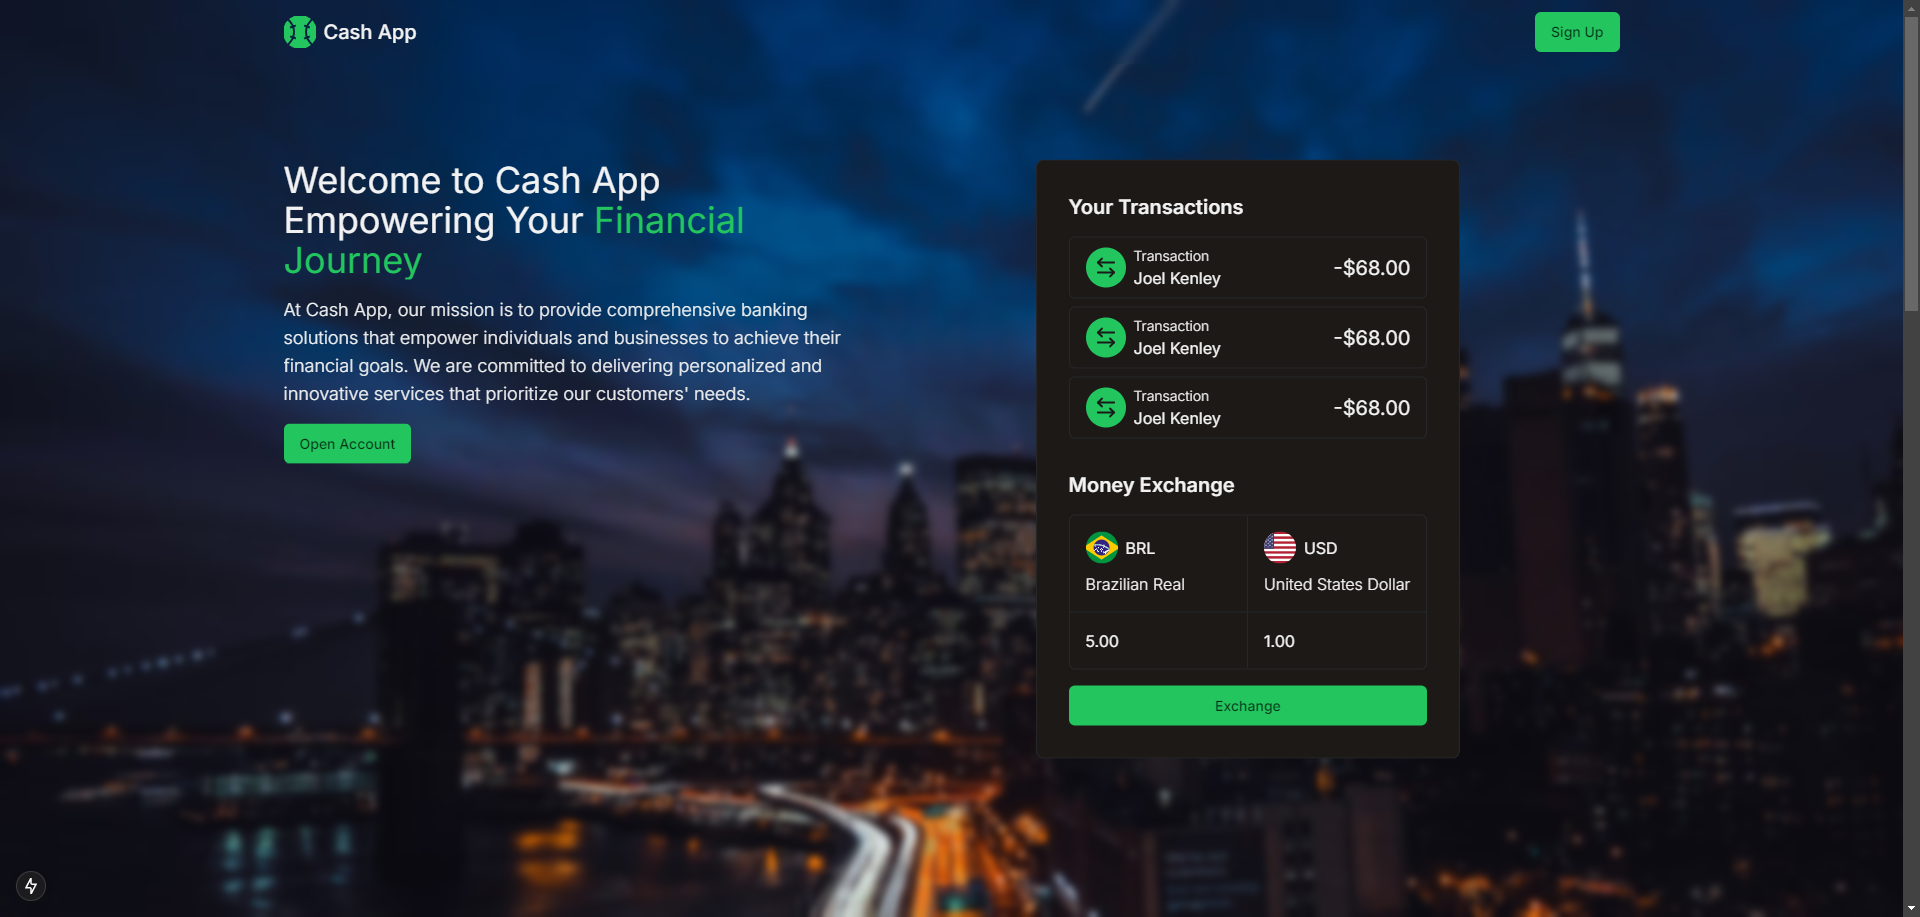 Cash App
Sign Up
Welcome to Cash App
Empowering Your Financial
Journey
At Cash App, our mission is to provide comprehensive banking
solutions that empower individuals and businesses to achieve their
financial goals. We are committed to delivering personalized and
innovative services that prioritize our customers' needs.
Open Account
Your Transactions
Transaction
Joel Kenley
-$68.00
Transaction
Joel Kenley
-$68.00
Transaction
Joel Kenley
-$68.00
Money Exchange
BRL
Brazilian Real
USD
United States Dollar
5.00
1.00
Exchange